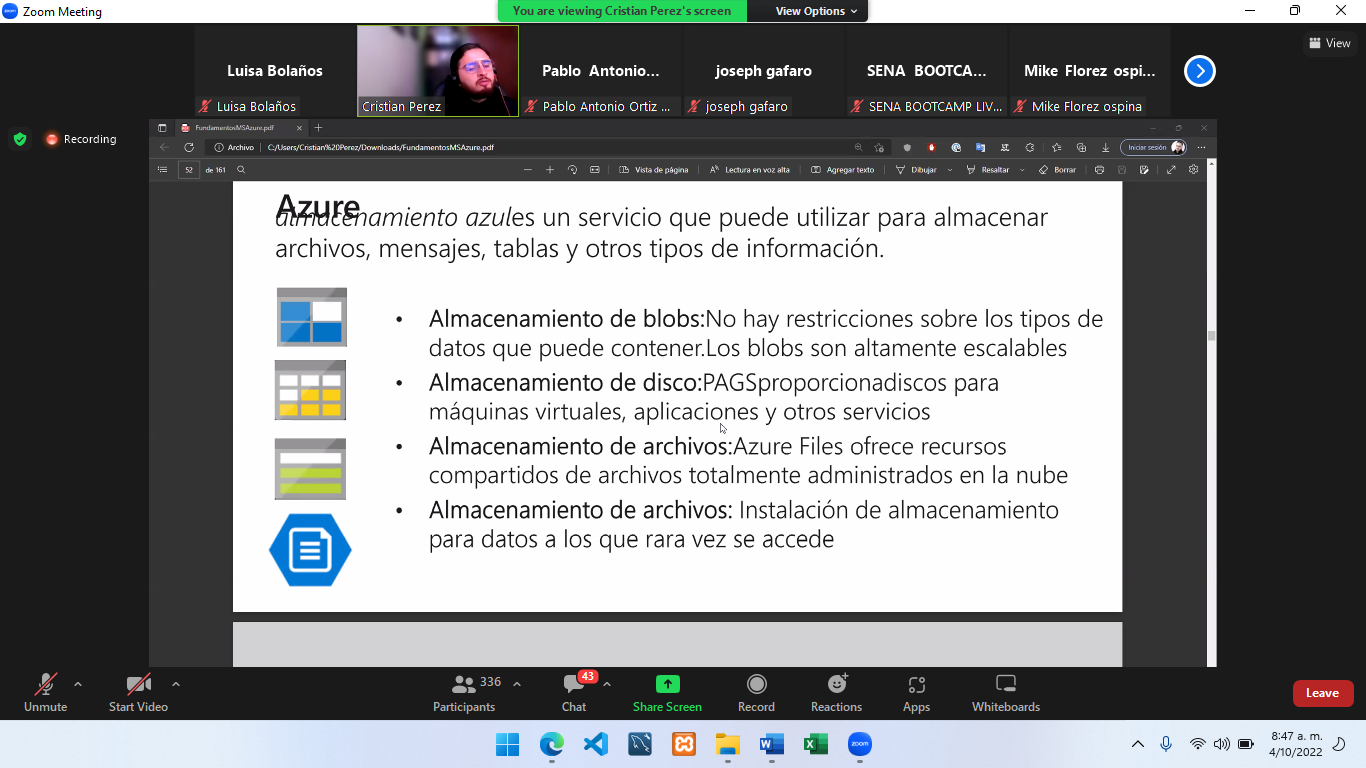 Zoom Meeting
You are viewing Cristian Perez's screen
View Options
View
Luisa Bolaños
Pablo Antonio...
joseph gafaro
SENA BOOTCA...
Mike Florez ospi...
Luisa Bolaños
Cristian Perez
Pablo Antonio Ortiz ...
joseph gafaro
SENA BOOTCAMP LIV...
Mike Florez ospina
Recording
FundamentosMSAzure.pdf
Archivo
C:/Users/Cristian%20Perez/Downloads/FundamentosMSAzure.pdf
Iniciar sesión
52
de 161
Vista de página
Lectura en voz alta
Agregar texto
Dibujar
Resaltar
Borrar
Azure
almacenamiento azules un servicio que puede utilizar para almacenar
archivos, mensajes, tablas y otros tipos de información.
• Almacenamiento de blobs:No hay restricciones sobre los tipos de
datos que puede contener.Los blobs son altamente escalables
• Almacenamiento de disco:PAGSproporcionadiscos para
máquinas virtuales, aplicaciones y otros servicios
• Almacenamiento de archivos:Azure Files ofrece recursos
compartidos de archivos totalmente administrados en la nube
• Almacenamiento de archivos: Instalación de almacenamiento
para datos a los que rara vez se accede
Unmute
Start Video
336
Participants
43
Chat
Share Screen
Record
Reactions
Apps
Whiteboards
Leave
zoom
8:47 a. m.
4/10/2022